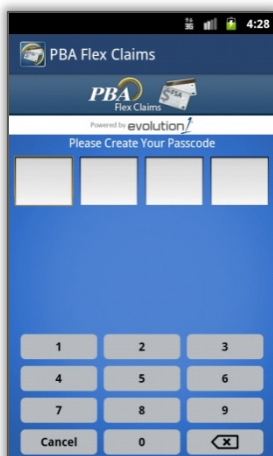 3G 4:28
PBA Flex Claims
PBA
Flex Claims
Powered by evolution1
Please Create Your Passcode
1 2 3
4 5 6
7 8 9
Cancel 0